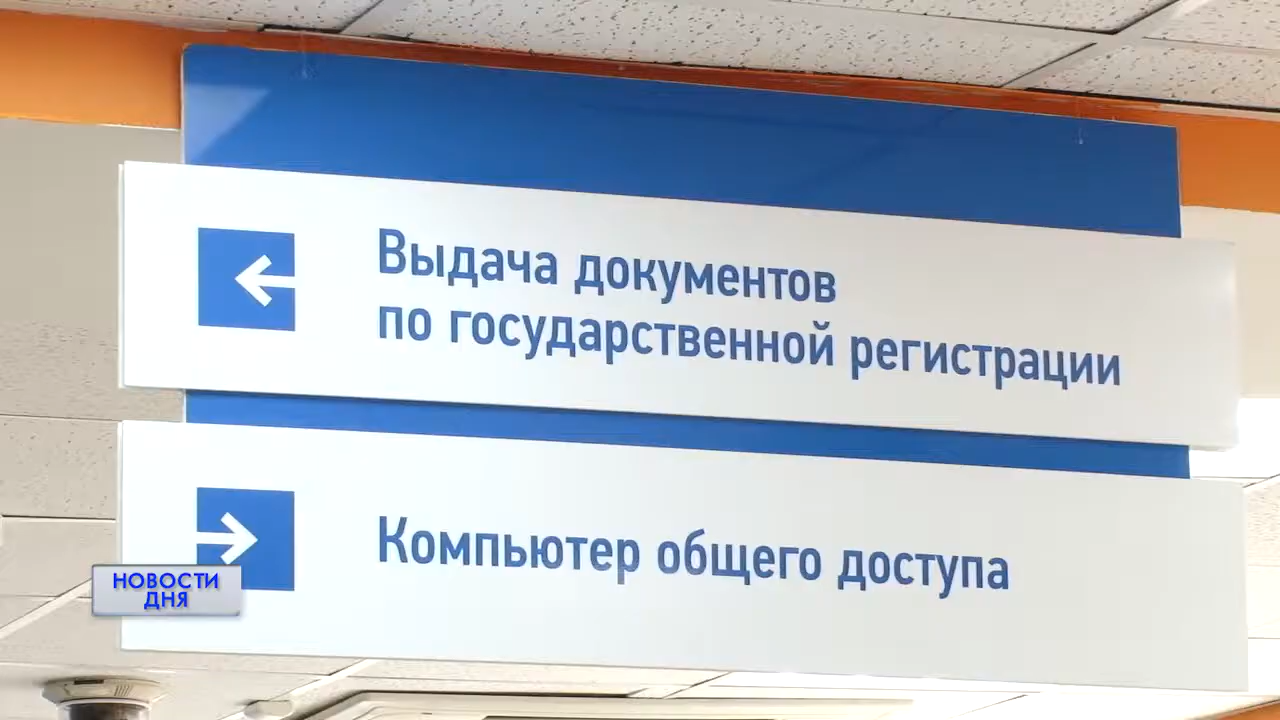 Выдача документов
по государственной регистрации
Компьютер общего доступа
НОВОСТИ
ДНЯ